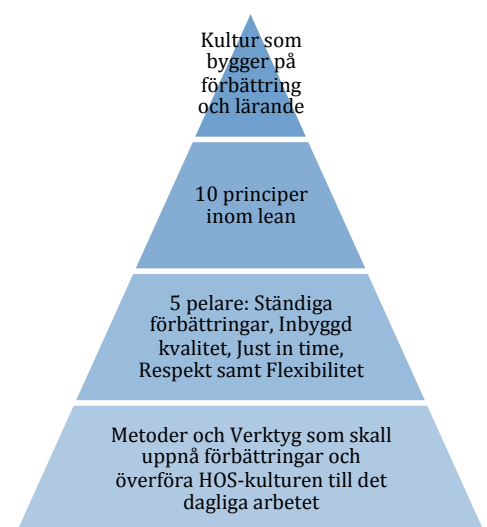 Kultur som
bygger på
förbättring
och lärande
10 principer
inom lean
5 pelare: Ständiga
förbättringar, Inbyggd
kvalitet, Just in time,
Respekt samt Flexibilitet
Metoder och Verktyg som skall
uppnå förbättringar och
överföra HOS-kulturen till det
dagliga arbetet